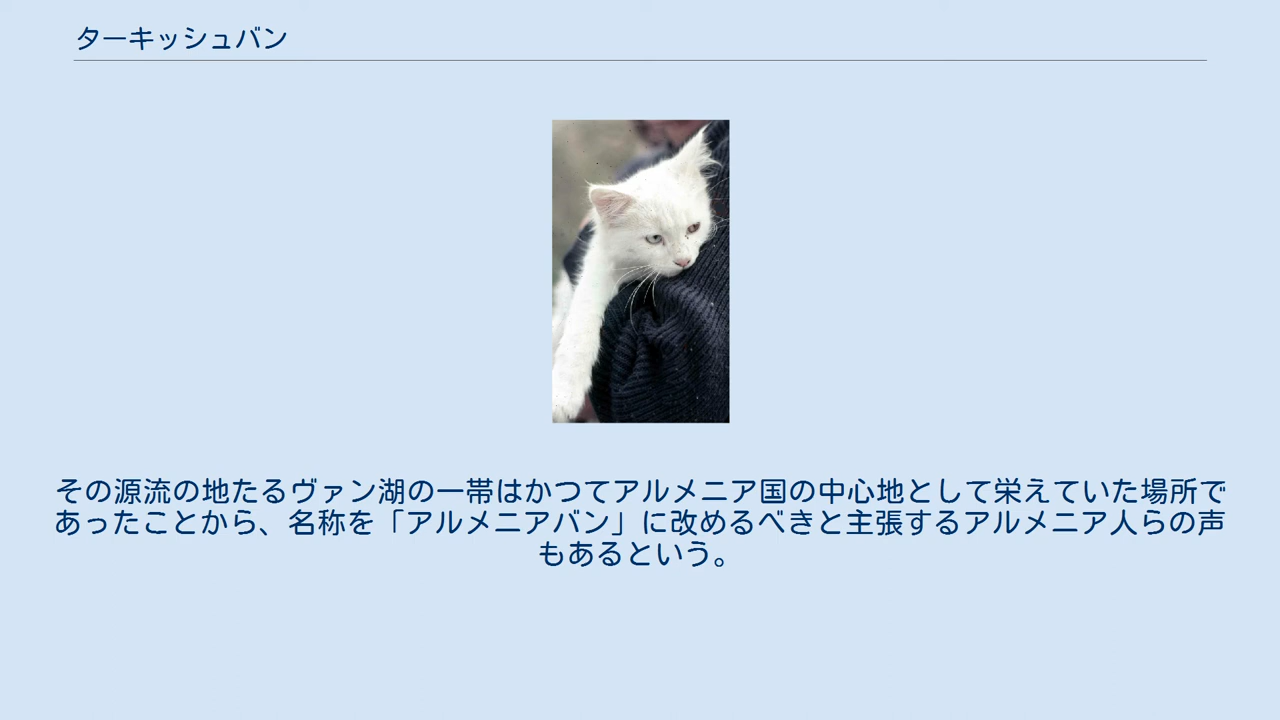 ターキッシュバン
その源流の地たるヴァン湖の一帯はかつてアルメニア国の中心地として栄えていた場所で
あったことから、名称を「アルメニアバン」に改めるべきと主張するアルメニア人らの声
もあるという。